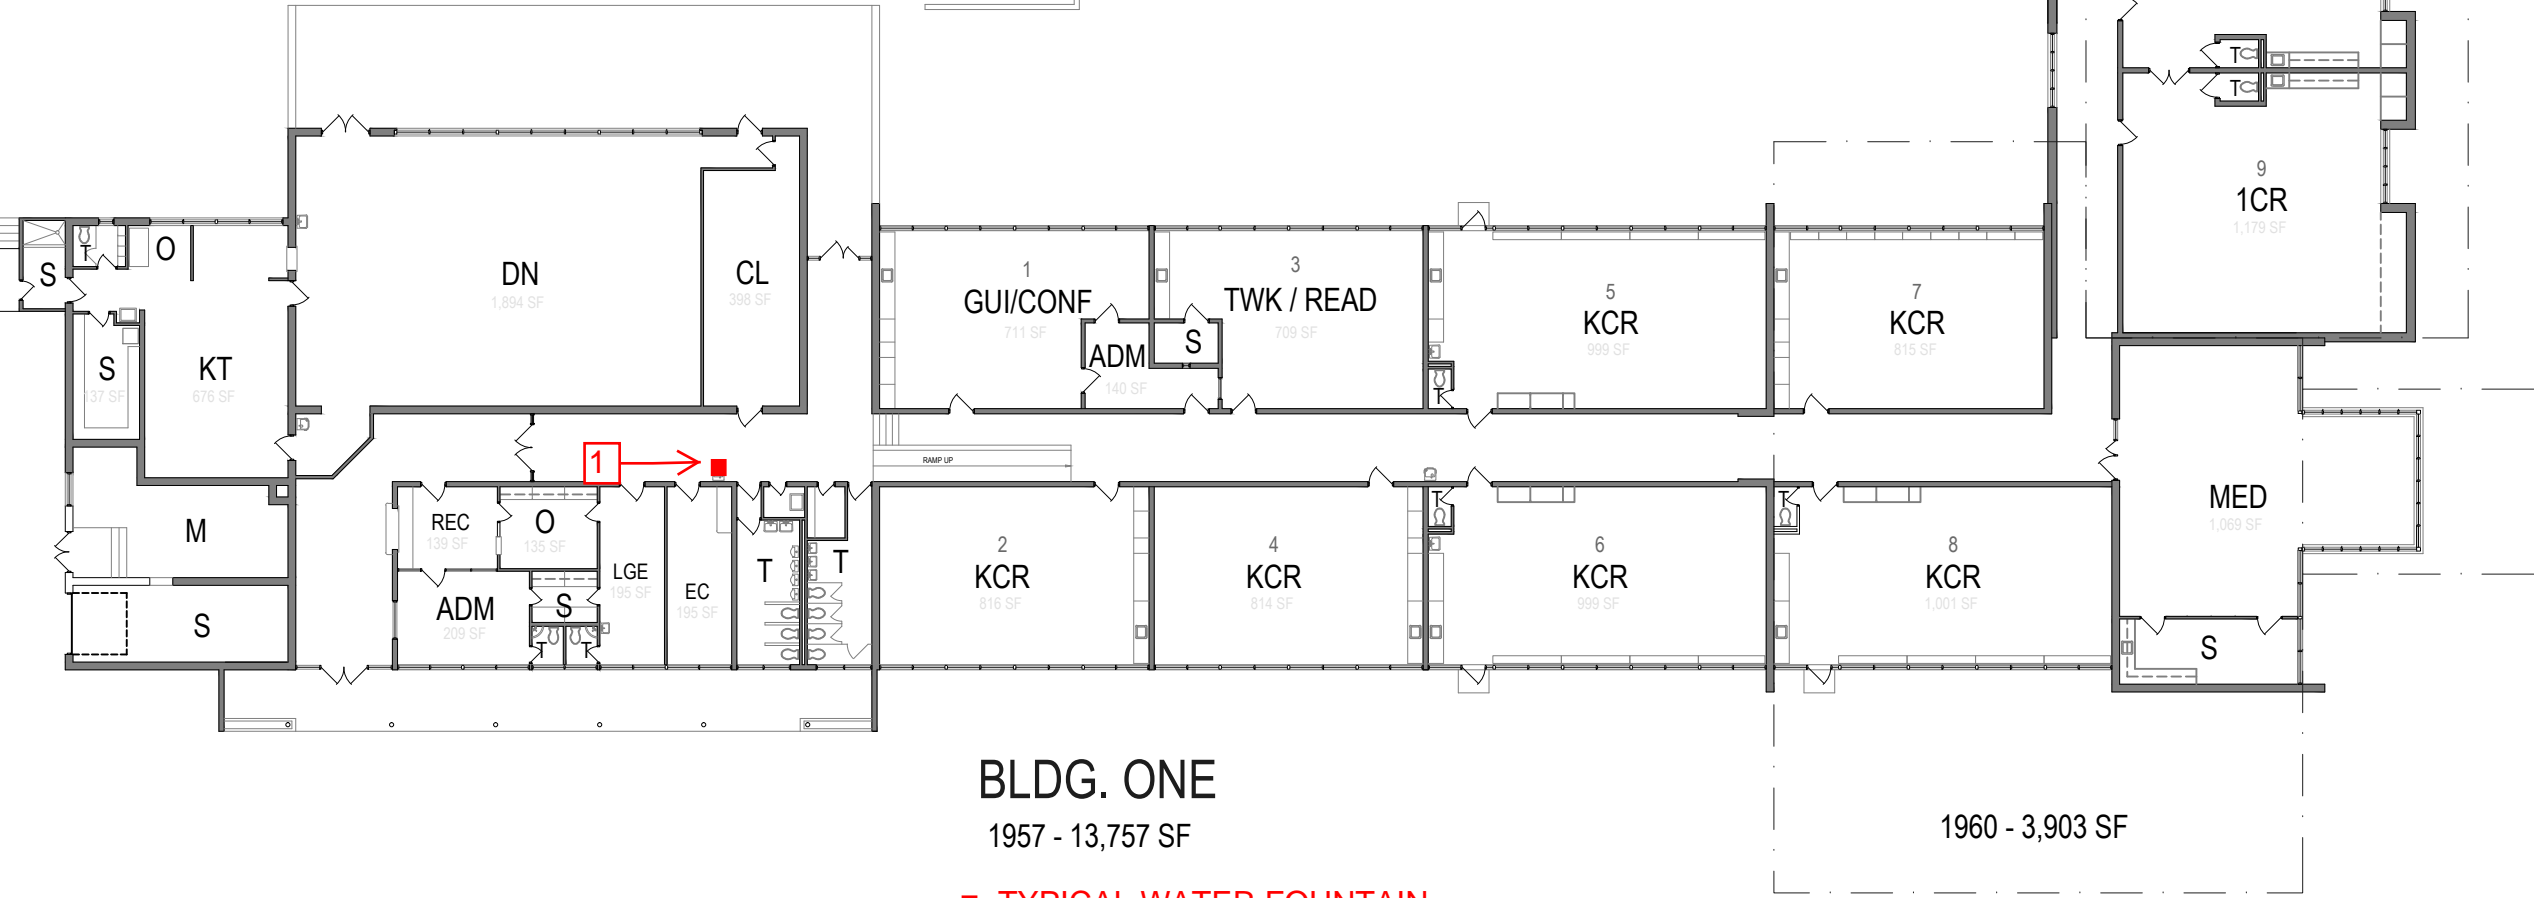 T
T
9
1CR
1,179 SF
T
O
S
DN
1,894 SF
CL
398 SF
1
GUI/CONF
711 SF
3
TWK / READ
709 SF
5
KCR
999 SF
7
KCR
815 SF
S
137 SF
KT
676 SF
ADM
140 SF
S
T
1
RAMP UP
M
REC
139 SF
O
135 SF
LGE
195 SF
EC
195 SF
T
T
2
KCR
816 SF
4
KCR
814 SF
T
6
KCR
999 SF
T
8
KCR
1,001 SF
MED
1,069 SF
S
ADM
209 SF
S
T
T
S
BLDG. ONE
1957 - 13,757 SF
1960 - 3,903 SF
= TYPICAL WATER FOUNTAIN